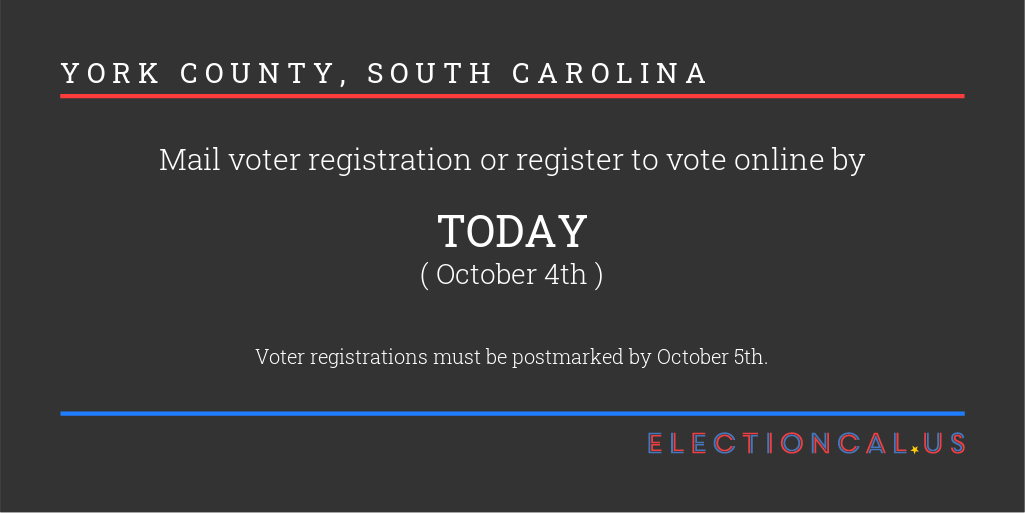 YORK COUNTY, SOUTH CAROLINA
Mail voter registration or register to vote online by
TODAY
( October 4th )
Voter registrations must be postmarked by October 5th.
ELECTIONCAL.US